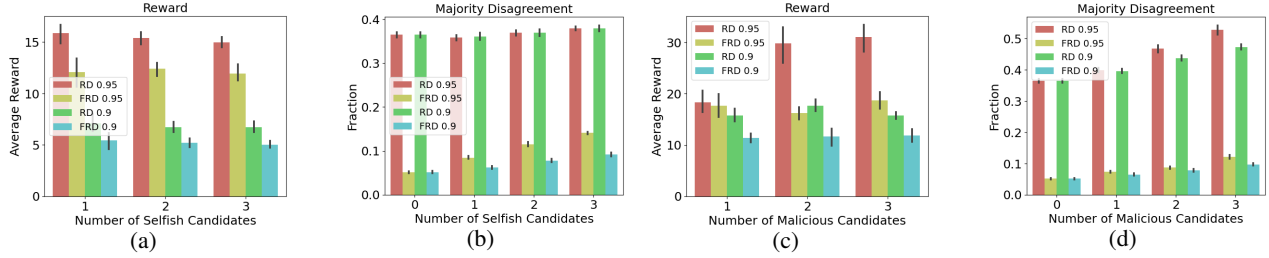 Reward
Average Reward
15
10
5
0
RD 0.95
FRD 0.95
RD 0.9
FRD 0.9
1 2 3
Number of Selfish Candidates
(a)
Majority Disagreement
Fraction
0.4
0.3
0.2
0.1
0.0
RD 0.95
FRD 0.95
RD 0.9
FRD 0.9
0 1 2 3
Number of Selfish Candidates
(b)
Reward
Average Reward
30
20
10
0
RD 0.95
FRD 0.95
RD 0.9
FRD 0.9
1 2 3
Number of Malicious Candidates
(c)
Majority Disagreement
Fraction
0.5
0.4
0.3
0.2
0.1
0.0
RD 0.95
FRD 0.95
RD 0.9
FRD 0.9
0 1 2 3
Number of Malicious Candidates
(d)